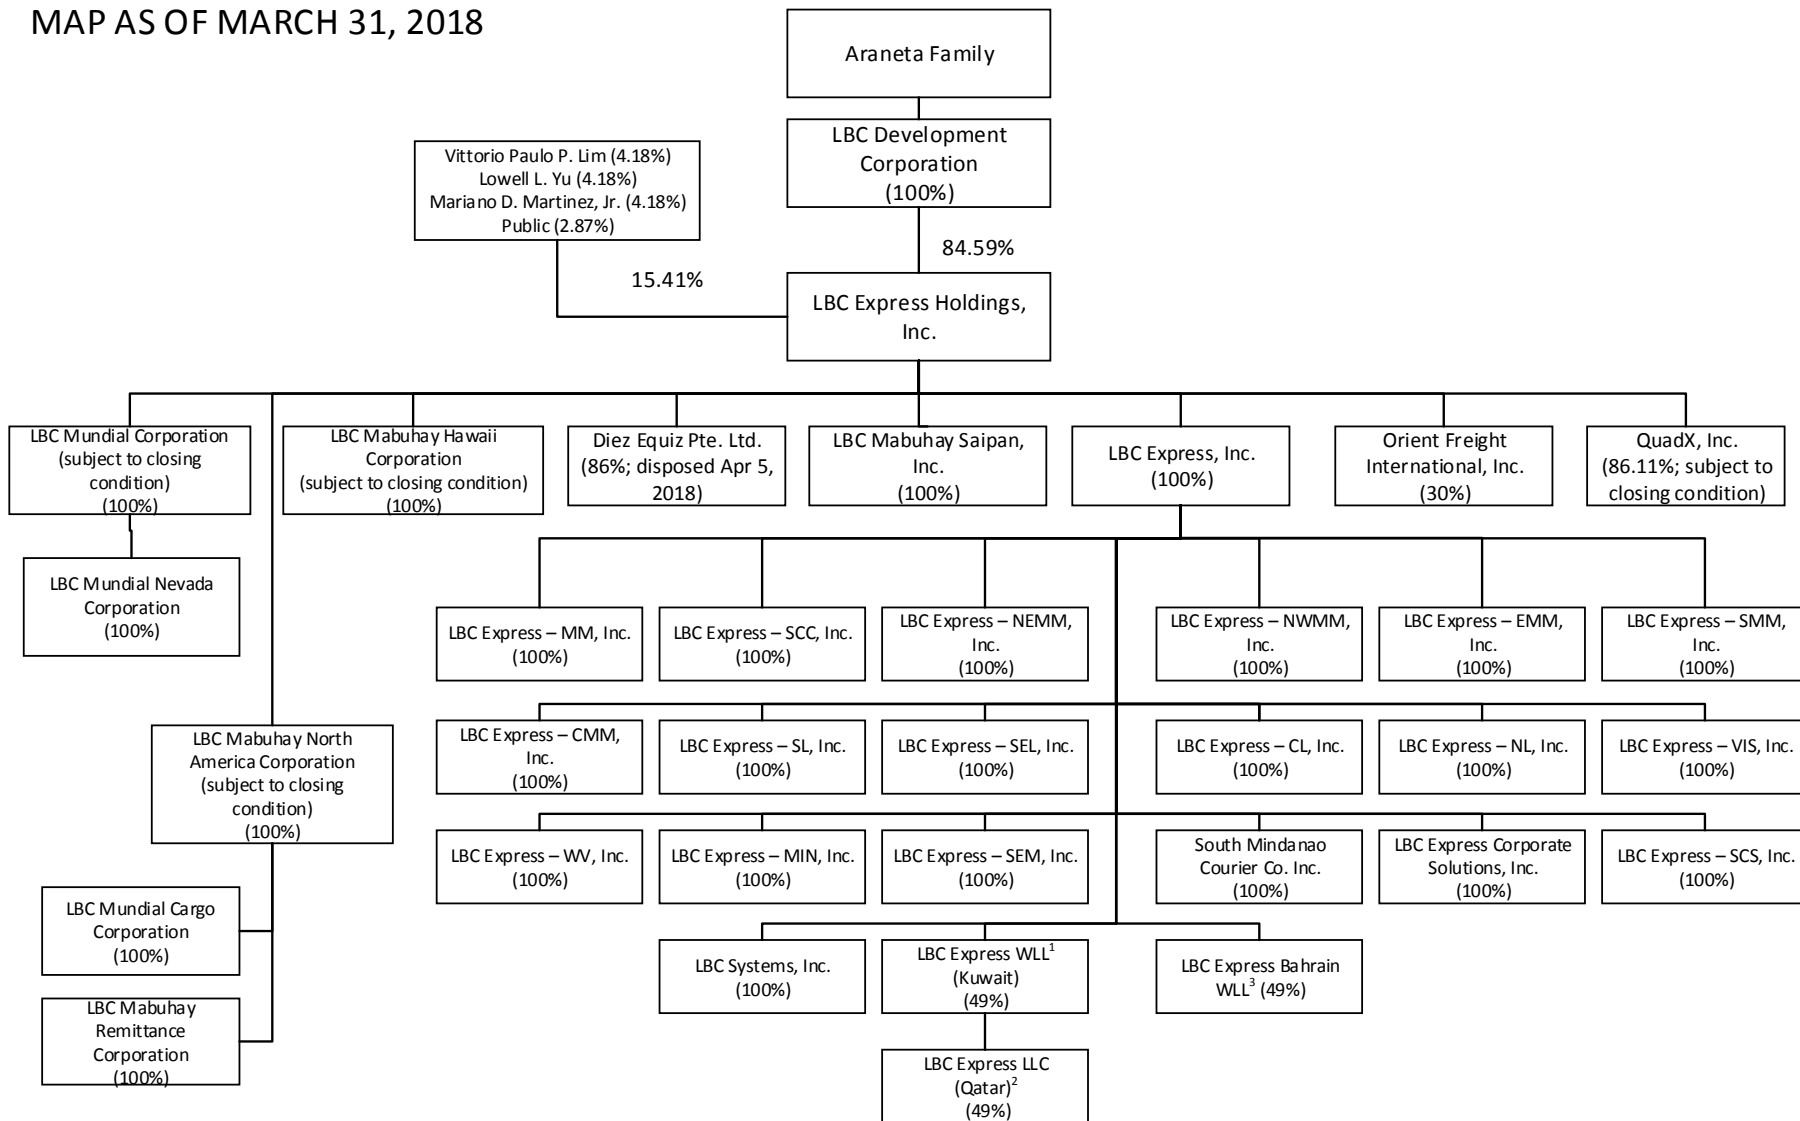 MAP AS OF MARCH 31, 2018
Araneta Family
LBC Development
Corporation
(100%)
Vittorio Paulo P. Lim (4.18%)
Lowell L. Yu (4.18%)
Mariano D. Martinez, Jr. (4.18%)
Public (2.87%)
84.59%
15.41%
LBC Express Holdings,
Inc.
LBC Mundial Corporation
(subject to closing
condition)
(100%)
LBC Mabuhay Hawaii
Corporation
(subject to closing condition)
(100%)
Diez Equiz Pte. Ltd.
(86%; disposed Apr 5,
2018)
LBC Mabuhay Saipan,
Inc.
(100%)
LBC Express, Inc.
(100%)
Orient Freight
International, Inc.
(30%)
QuadX, Inc.
(86.11%; subject to
closing condition)
LBC Mundial Nevada
Corporation
(100%)
LBC Express – MM, Inc.
(100%)
LBC Express – SCC, Inc.
(100%)
LBC Express – NEMM,
Inc.
(100%)
LBC Express – NWMM,
Inc.
(100%)
LBC Express – EMM,
Inc.
(100%)
LBC Express – SMM,
Inc.
(100%)
LBC Mabuhay North
America Corporation
(subject to closing
condition)
(100%)
LBC Express – CMM,
Inc.
(100%)
LBC Express – SL, Inc.
(100%)
LBC Express – SEL, Inc.
(100%)
LBC Express – CL, Inc.
(100%)
LBC Express – NL, Inc.
(100%)
LBC Express – VIS, Inc.
(100%)
LBC Express – WV, Inc.
(100%)
LBC Express – MIN, Inc.
(100%)
LBC Express – SEM, Inc.
(100%)
South Mindanao
Courier Co. Inc.
(100%)
LBC Express Corporate
Solutions, Inc.
(100%)
LBC Express – SCS, Inc.
(100%)
LBC Mundial Cargo
Corporation
(100%)
LBC Systems, Inc.
(100%)
LBC Express WLL¹
(Kuwait)
(49%)
LBC Express Bahrain
WLL³ (49%)
LBC Mabuhay
Remittance
Corporation
(100%)
LBC Express LLC
(Qatar)²
(49%)